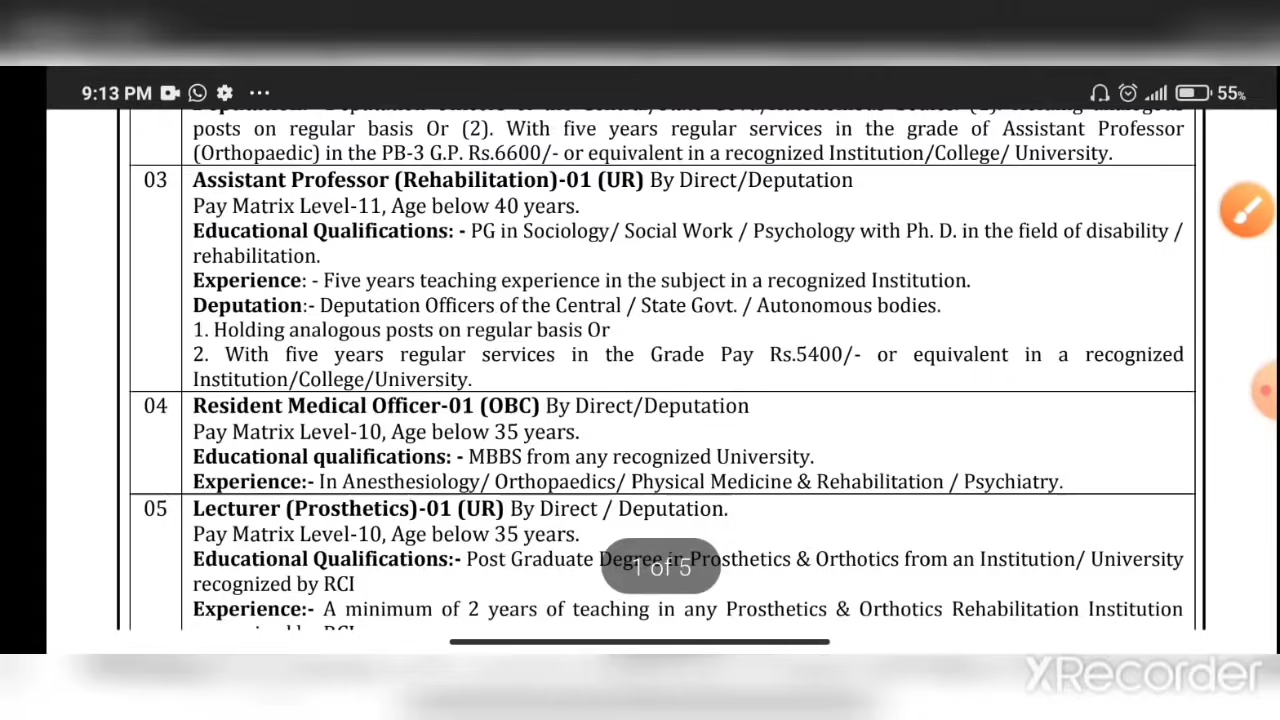 9:13 PM ... 55%
posts on regular basis Or (2). With five years regular services in the grade of Assistant Professor
(Orthopaedic) in the PB-3 G.P. Rs.6600/- or equivalent in a recognized Institution/College/ University.
03 Assistant Professor (Rehabilitation)-01 (UR) By Direct/Deputation
Pay Matrix Level-11, Age below 40 years.
Educational Qualifications: - PG in Sociology/ Social Work / Psychology with Ph. D. in the field of disability /
rehabilitation.
Experience: - Five years teaching experience in the subject in a recognized Institution.
Deputation:- Deputation Officers of the Central / State Govt. / Autonomous bodies.
1. Holding analogous posts on regular basis Or
2. With five years regular services in the Grade Pay Rs.5400/- or equivalent in a recognized
Institution/College/University.
04 Resident Medical Officer-01 (OBC) By Direct/Deputation
Pay Matrix Level-10, Age below 35 years.
Educational qualifications: - MBBS from any recognized University.
Experience:- In Anesthesiology/ Orthopaedics/ Physical Medicine & Rehabilitation / Psychiatry.
05 Lecturer (Prosthetics)-01 (UR) By Direct / Deputation.
Pay Matrix Level-10, Age below 35 years.
Educational Qualifications:- Post Graduate Degree in Prosthetics & Orthotics from an Institution/ University
1 of 5
recognized by RCI
Experience:- A minimum of 2 years of teaching in any Prosthetics & Orthotics Rehabilitation Institution
XRecorder